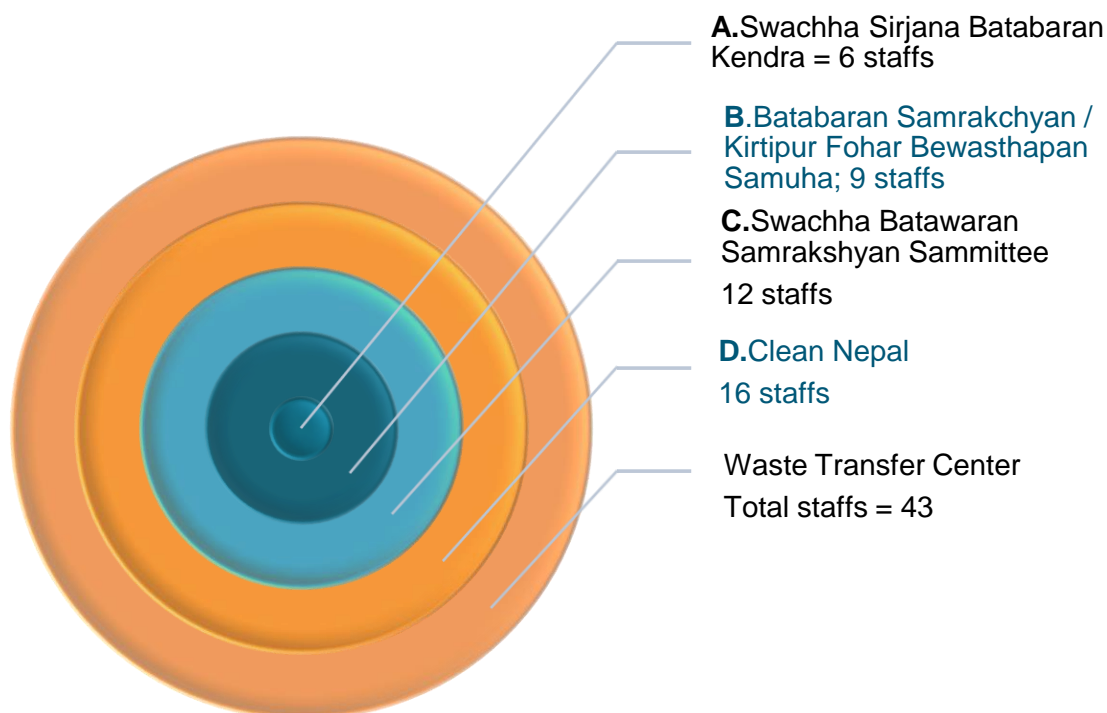 A.Swachha Sirjana Batabaran
Kendra = 6 staffs
B.Batabaran Samrakchyan /
Kirtipur Fohar Bewasthapan
Samuha; 9 staffs
C.Swachha Batawaran
Samrakshyan Sammittee
12 staffs
D.Clean Nepal
16 staffs
Waste Transfer Center
Total staffs = 43